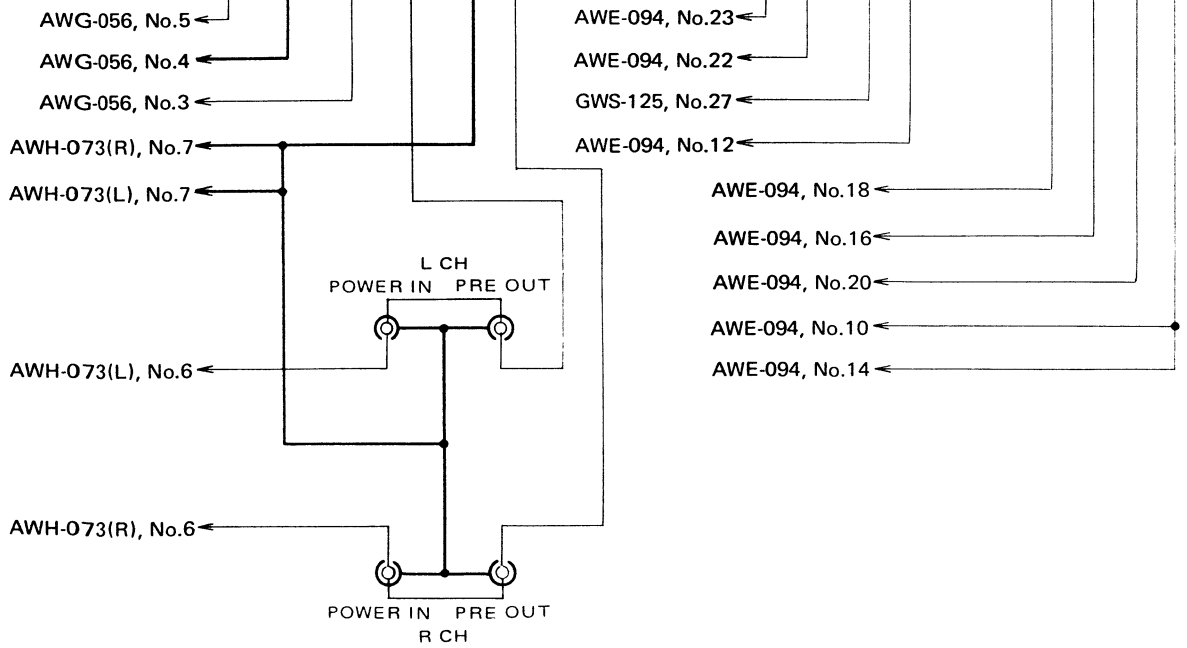 AWG-056, No.5
AWG-056, No.4
AWG-056, No.3
AWH-073(R), No.7
AWH-073(L), No.7
L CH
POWER IN PRE OUT
AWH-073(L), No.6
AWH-073(R), No.6
POWER IN PRE OUT
R CH
AWE-094, No.23
AWE-094, No.22
GWS-125, No.27
AWE-094, No.12
AWE-094, No.18
AWE-094, No.16
AWE-094, No.20
AWE-094, No.10
AWE-094, No.14